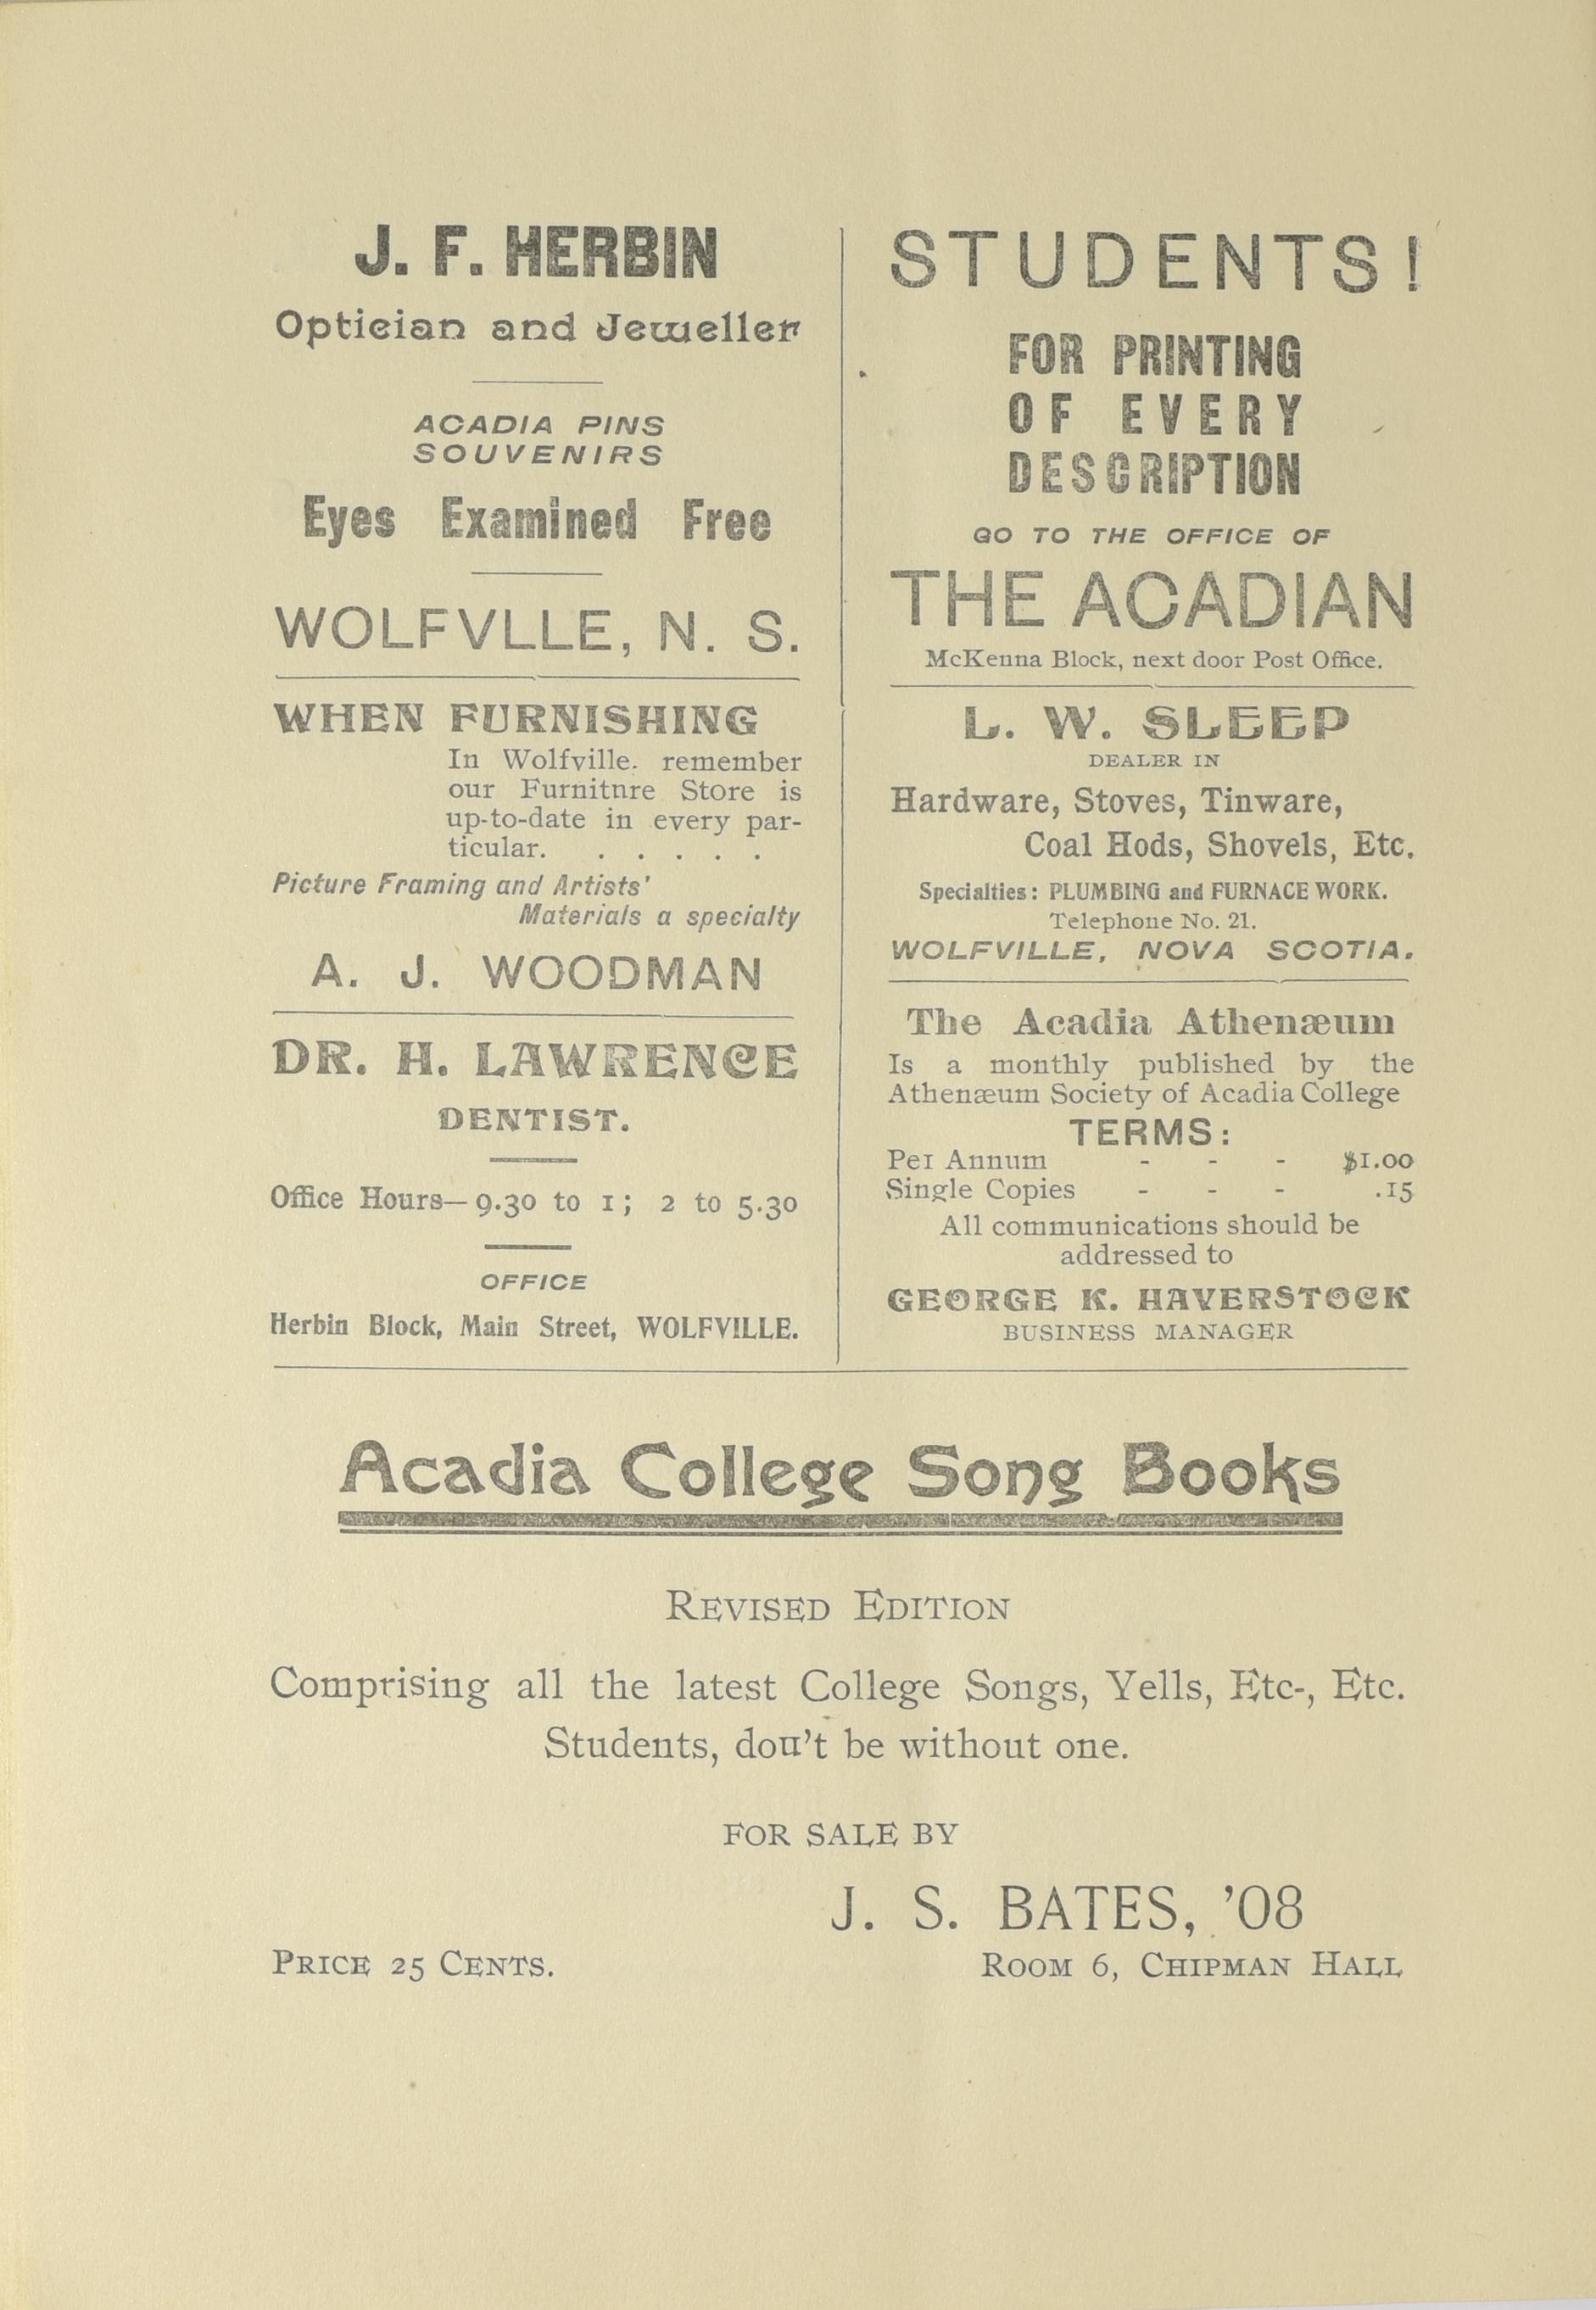 J. F. HERBIN
Optician and Jeweller
ACADIA PINS
SOUVENIRS
Eyes Examined Free
WOLFVLLE, N. S.
WHEN FURNISHING
In Wolfville. remember
our Furnitnre Store is
up-to-date in every par-
ticular. . . . . .
Picture Framing and Artists'
Materials a specialty
A. J. WOODMAN
DR. H. LAWRENCE
DENTIST.
Office Hours—9.30 to 1; 2 to 5.30
OFFICE
Herbin Block, Main Street, WOLFVILLE.
STUDENTS!
FOR PRINTING
OF EVERY
DESCRIPTION
GO TO THE OFFICE OF
THE ACADIAN
McKenna Block, next door Post Office.
L. W. SLEEP
DEALER IN
Hardware, Stoves, Tinware,
Coal Hods, Shovels, Etc.
Specialties: PLUMBING and FURNACE WORK.
Telephone No. 21.
WOLFVILLE, NOVA SCOTIA.
The Acadia Athenæum
Is a monthly published by the
Athenæum Society of Acadia College
TERMS:
Per Annum - - - $1.00
Single Copies - - - .15
All communications should be
addressed to
GEORGE K. HAVERSTOCK
BUSINESS MANAGER
Acadia College Song Books
REVISED EDITION
Comprising all the latest College Songs, Yells, Etc-, Etc.
Students, don't be without one.
FOR SALE BY
J. S. BATES, '08
PRICE 25 CENTS. ROOM 6, CHIPMAN HALL